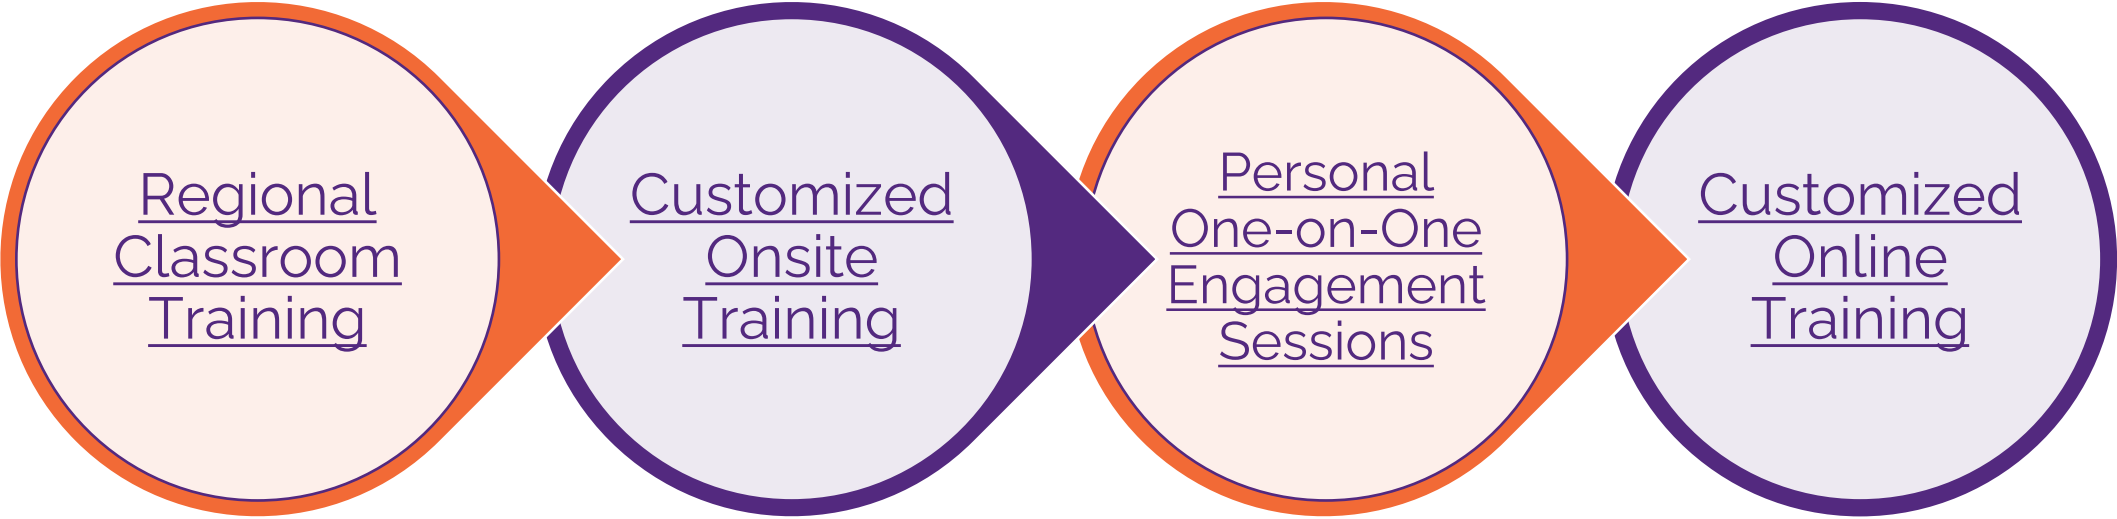 Regional
Classroom
Training
Customized
Onsite
Training
Personal
One-on-One
Engagement
Sessions
Customized
Online
Training